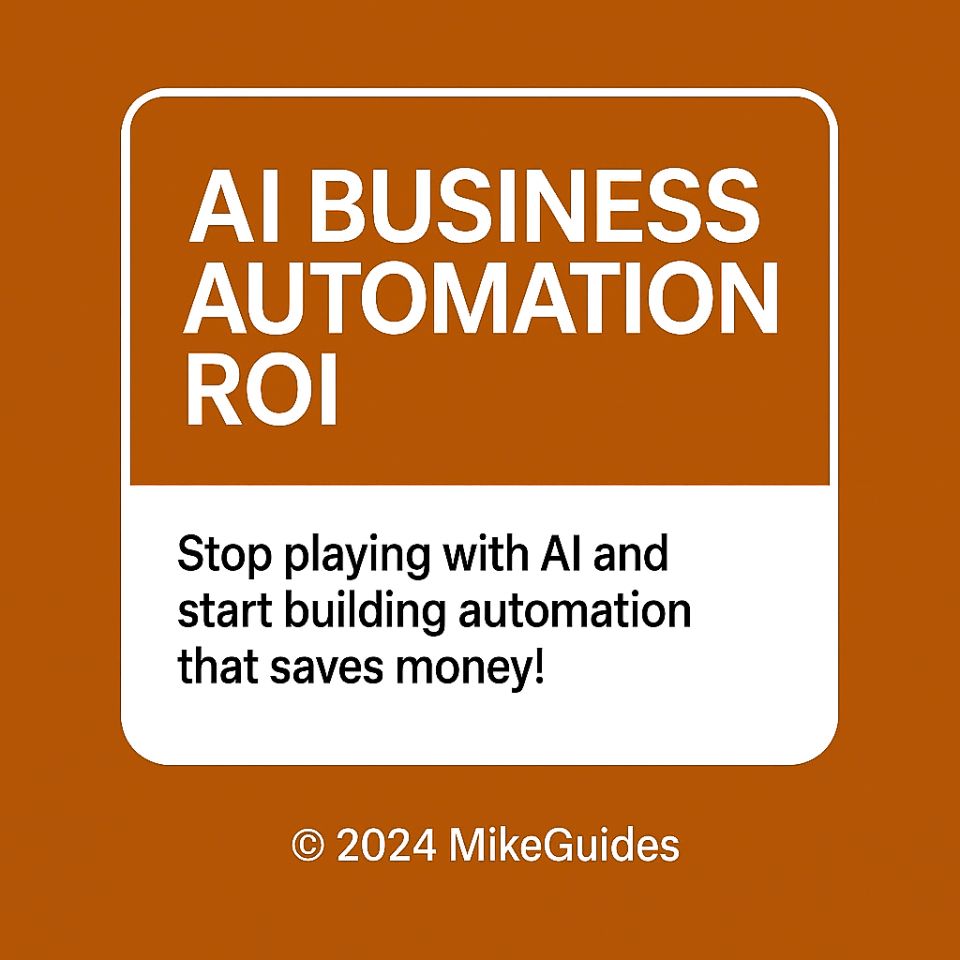 AI BUSINESS
AUTOMATION
ROI
Stop playing with AI and
start building automation
that saves money!
© 2024 MikeGuides